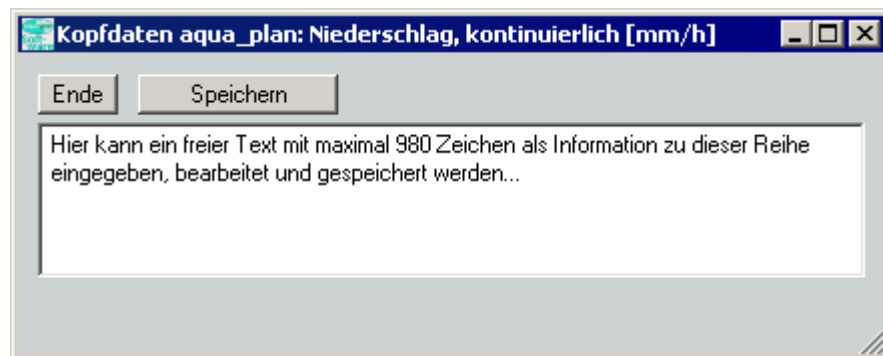 Kopfdaten aqua_plan: Niederschlag, kontinuierlich [mm/h]
Ende Speichern
Hier kann ein freier Text mit maximal 980 Zeichen als Information zu dieser Reihe
eingegeben, bearbeitet und gespeichert werden...